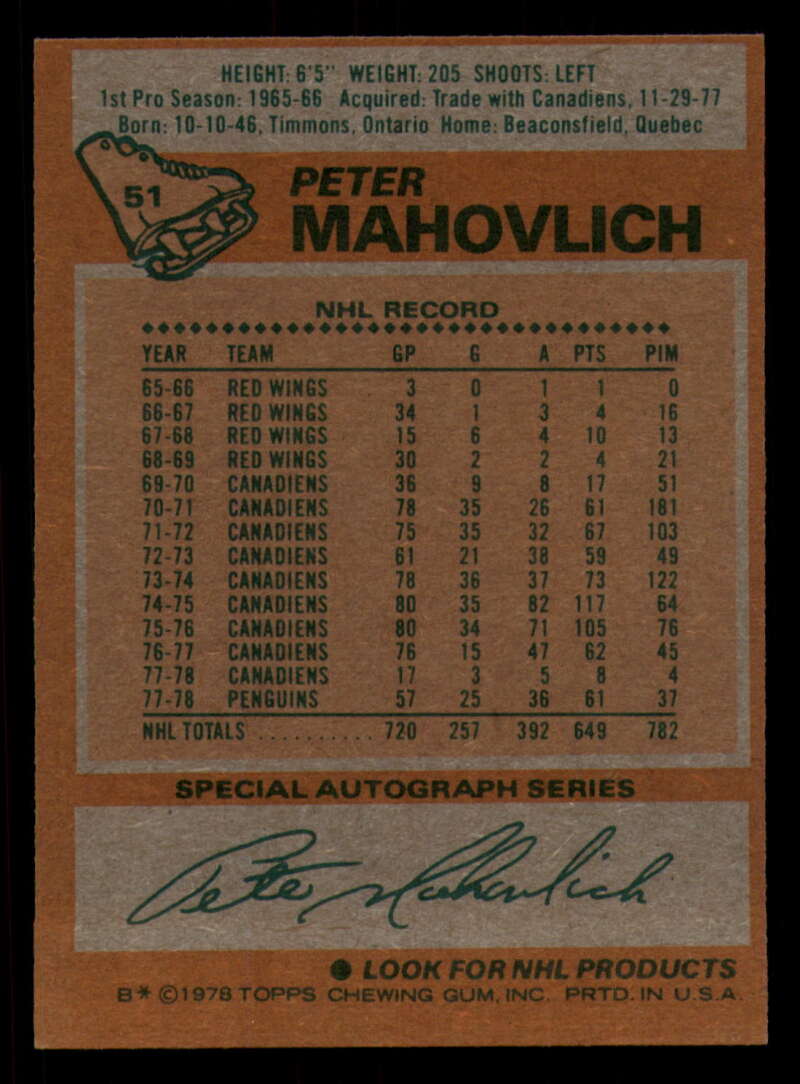 HEIGHT: 6'5" WEIGHT: 205 SHOOTS: LEFT
1st Pro Season: 1965-66 Acquired: Trade with Canadiens, 11-29-77
Born: 10-10-46, Timmons, Ontario Home: Beaconsfield, Quebec
51
PETER
MAHOVLICH
NHL RECORD
YEAR TEAM GP G A PTS PIM
65-66 RED WINGS 3 0 1 1 0
66-67 RED WINGS 34 1 3 4 16
67-68 RED WINGS 15 6 4 10 13
68-69 RED WINGS 30 2 2 4 21
69-70 CANADIENS 36 9 8 17 51
70-71 CANADIENS 78 35 26 61 181
71-72 CANADIENS 75 35 32 67 103
72-73 CANADIENS 61 21 38 59 49
73-74 CANADIENS 78 36 37 73 122
74-75 CANADIENS 80 35 82 117 64
75-76 CANADIENS 80 34 71 105 76
76-77 CANADIENS 76 15 47 62 45
77-78 CANADIENS 17 3 5 8 4
77-78 PENGUINS 57 25 36 61 37
NHL TOTALS .......... 720 257 392 649 782
SPECIAL AUTOGRAPH SERIES
Pete Mahovlich
● LOOK FOR NHL PRODUCTS
B* ©1978 TOPPS CHEWING GUM, INC. PRTD. IN U.S.A.